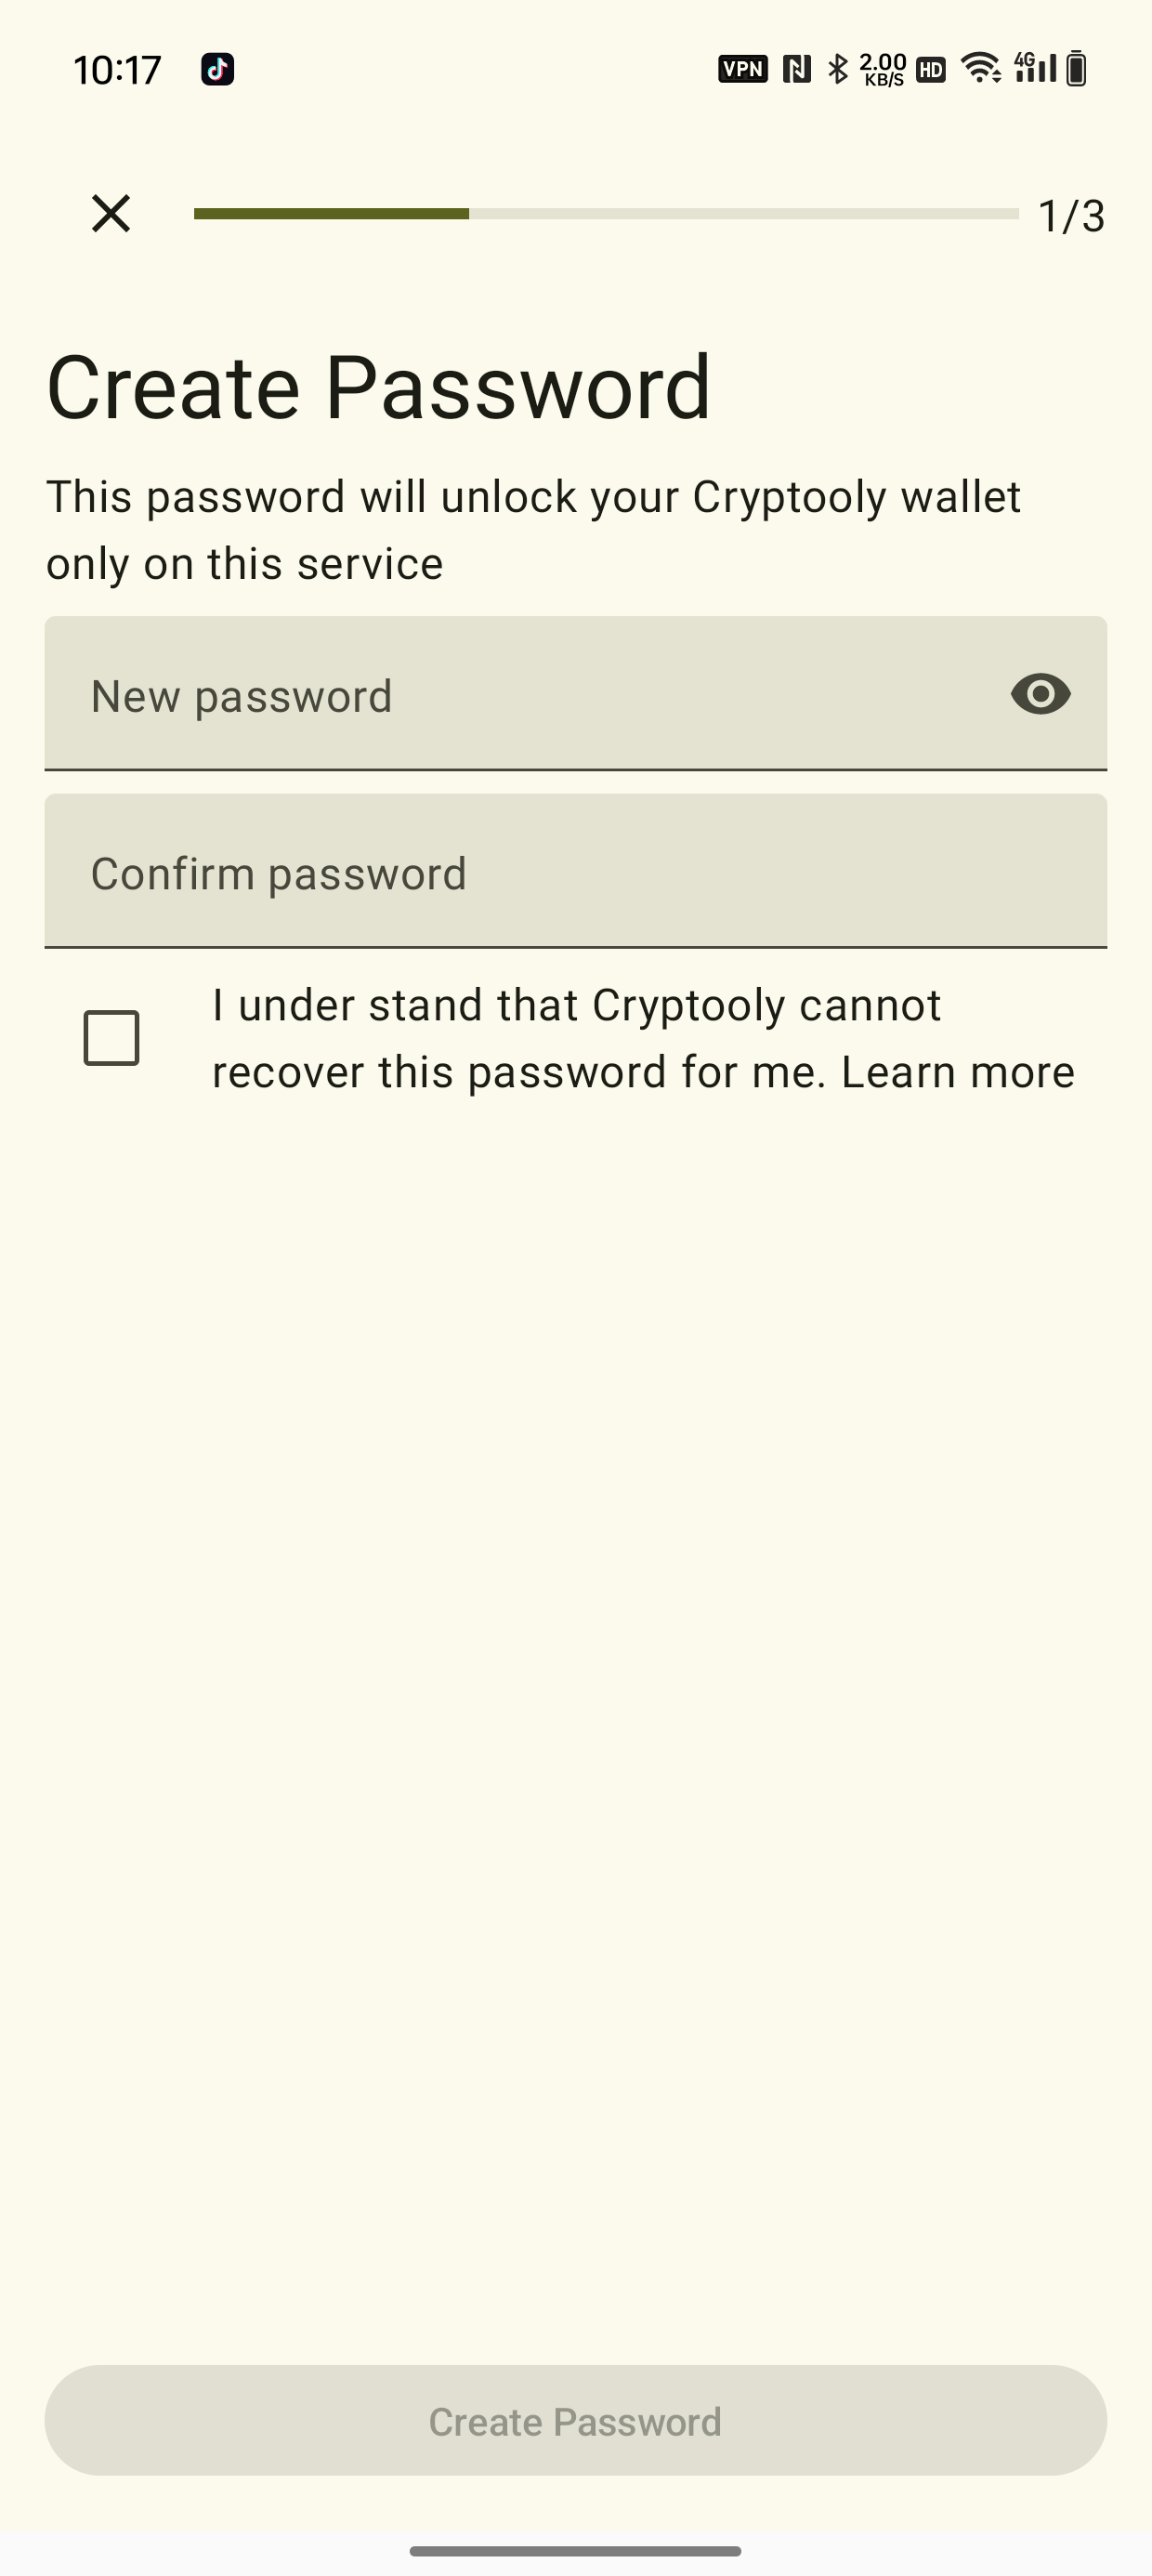 10:17
VPN
2.00
KB/S
HD
4G
1/3
Create Password
This password will unlock your Cryptooly wallet
only on this service
New password
Confirm password
I under stand that Cryptooly cannot
recover this password for me. Learn more
Create Password